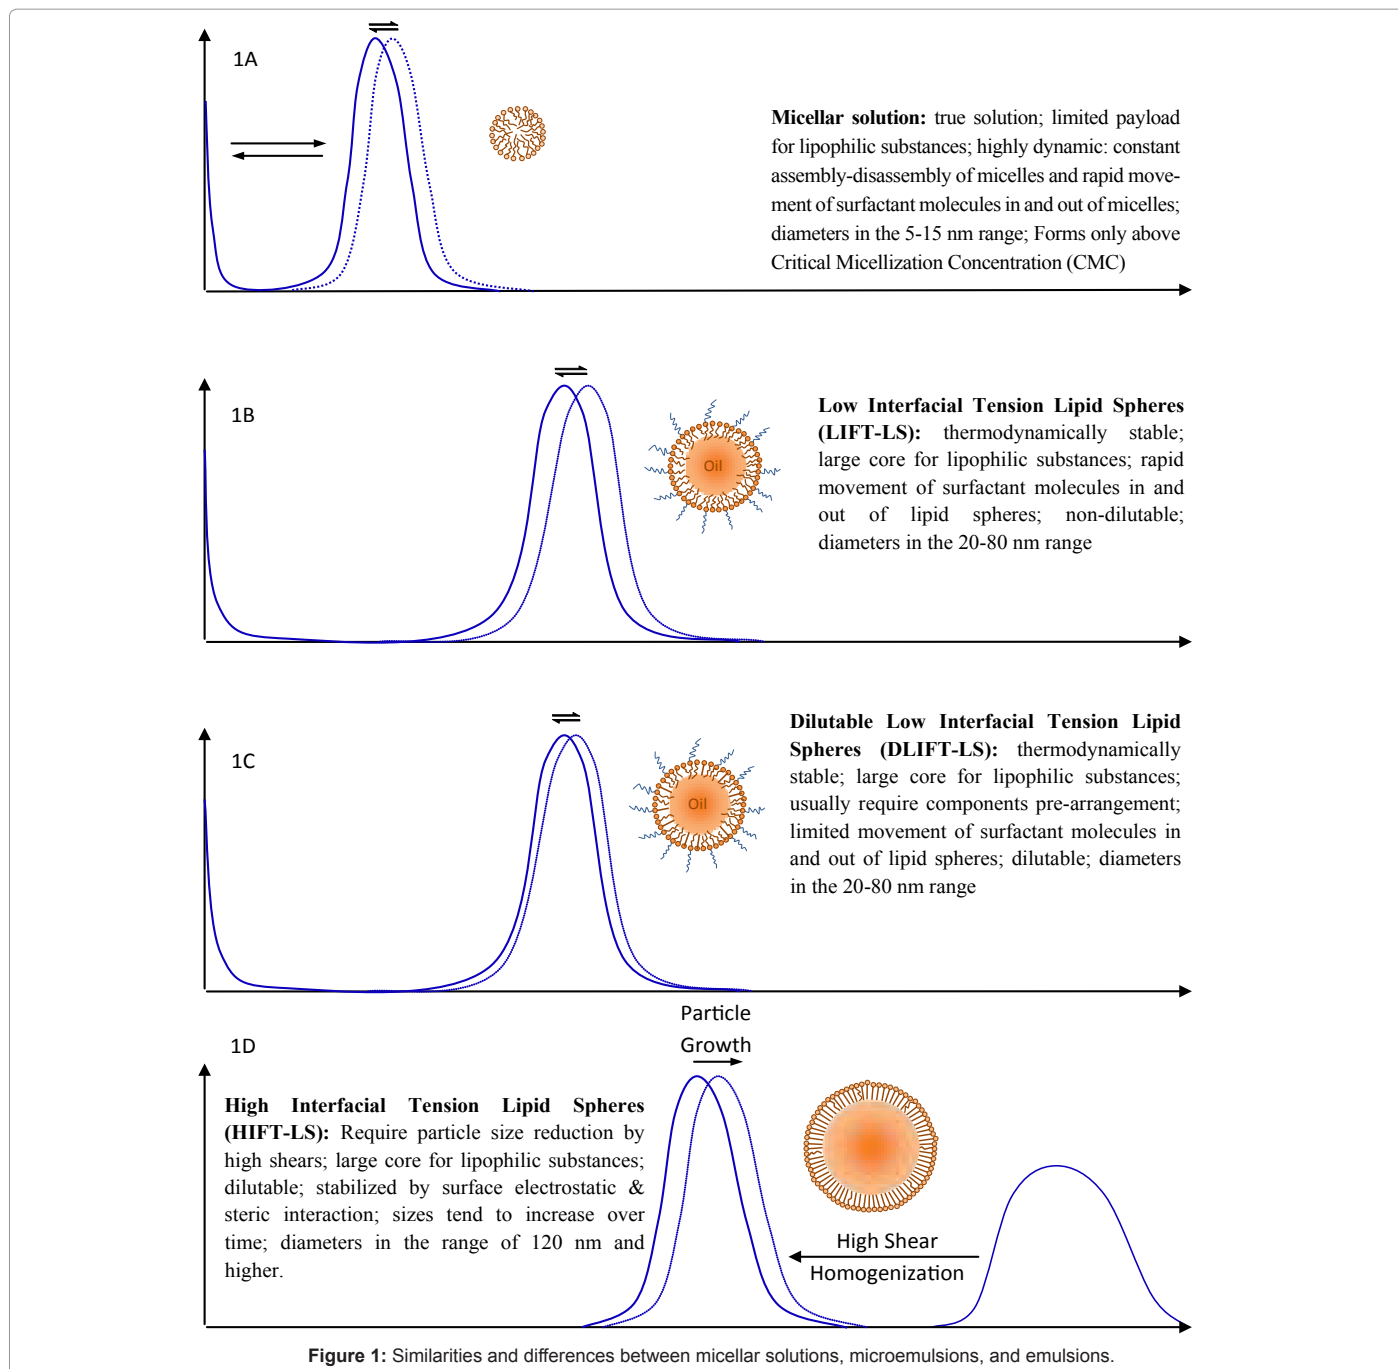 1A
Micellar solution: true solution; limited payload
for lipophilic substances; highly dynamic: constant
assembly-disassembly of micelles and rapid move-
ment of surfactant molecules in and out of micelles;
diameters in the 5-15 nm range; Forms only above
Critical Micellization Concentration (CMC)
1B
Oil
Low Interfacial Tension Lipid Spheres
(LIFT-LS): thermodynamically stable;
large core for lipophilic substances; rapid
movement of surfactant molecules in and
out of lipid spheres; non-dilutable;
diameters in the 20-80 nm range
1C
Oil
Dilutable Low Interfacial Tension Lipid
Spheres (DLIFT-LS): thermodynamically
stable; large core for lipophilic substances;
usually require components pre-arrangement;
limited movement of surfactant molecules in
and out of lipid spheres; dilutable; diameters
in the 20-80 nm range
1D
Particle
Growth
High Interfacial Tension Lipid Spheres
(HIFT-LS): Require particle size reduction by
high shears; large core for lipophilic substances;
dilutable; stabilized by surface electrostatic &
steric interaction; sizes tend to increase over
time; diameters in the range of 120 nm and
higher.
High Shear
Homogenization
Figure 1: Similarities and differences between micellar solutions, microemulsions, and emulsions.